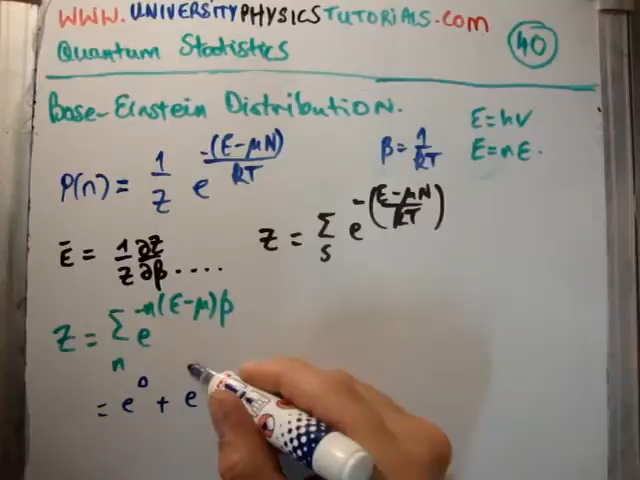 WWW.UNIVERSITYPHYSICSTUTORIALS.COM
Quantum Statistics
40
Bose-Einstein Distribution.
P(n) = 1/Z e^(-(E-μN)/kT)
β = 1/kT
E=hν
E=nE.
Ē = 1/Z ∂Z/∂β ....
Z = Σ_S e^-((E-μN)/kT)
Z = Σ_n e^-n(E-μ)β
= e^0 + e